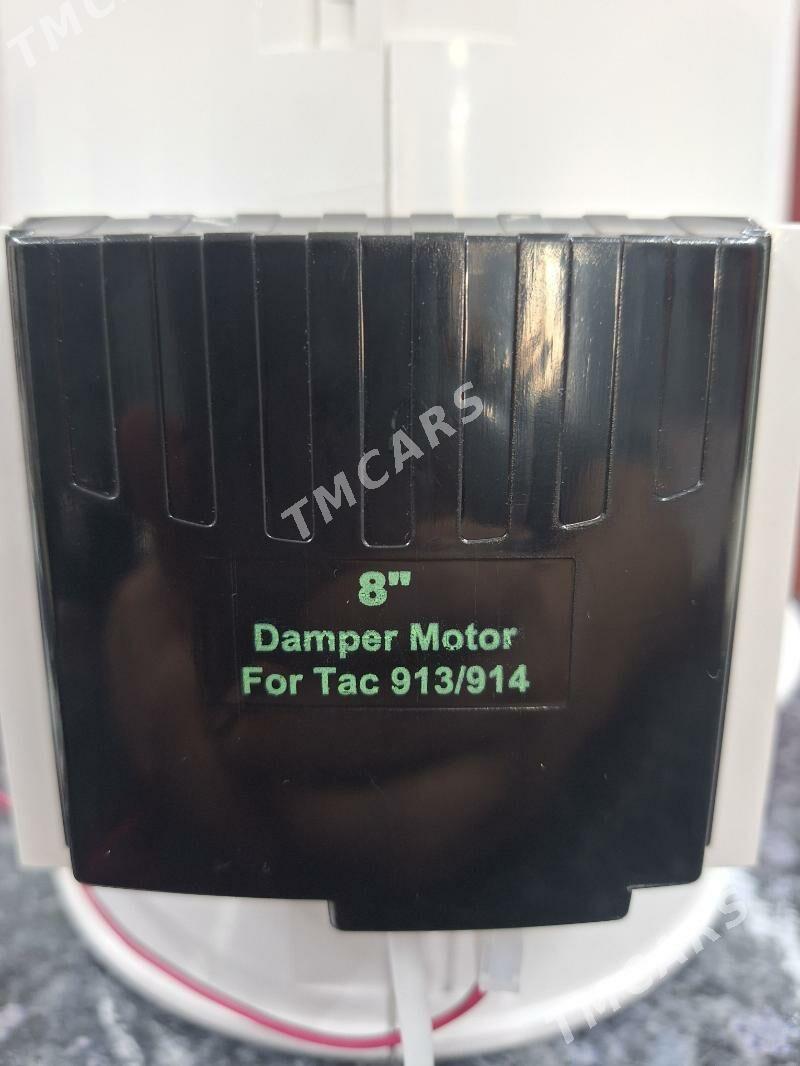 TMCARS
TMCARS
8"
Damper Motor
For Tac 913/914
TMCARS